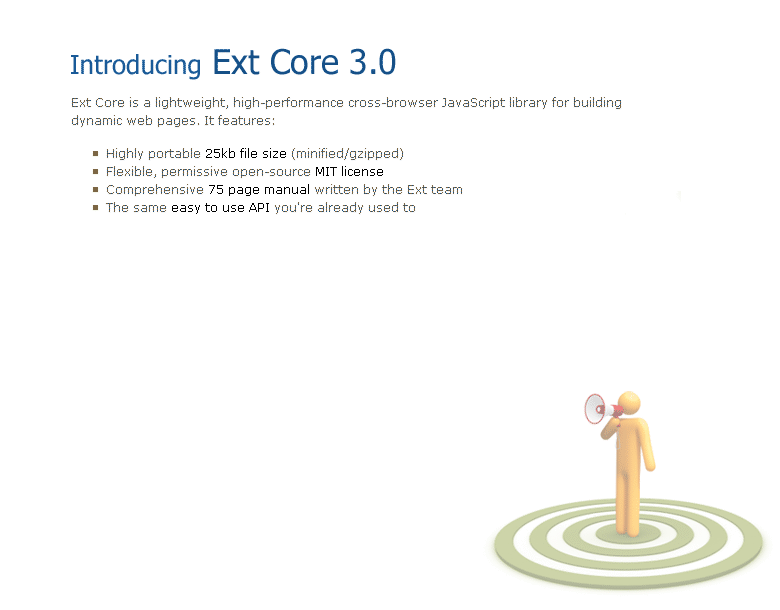 Introducing Ext Core 3.0
Ext Core is a lightweight, high-performance cross-browser JavaScript library for building
dynamic web pages. It features:
Highly portable 25kb file size (minified/gzipped)
Flexible, permissive open-source MIT license
Comprehensive 75 page manual written by the Ext team
The same easy to use API you're already used to